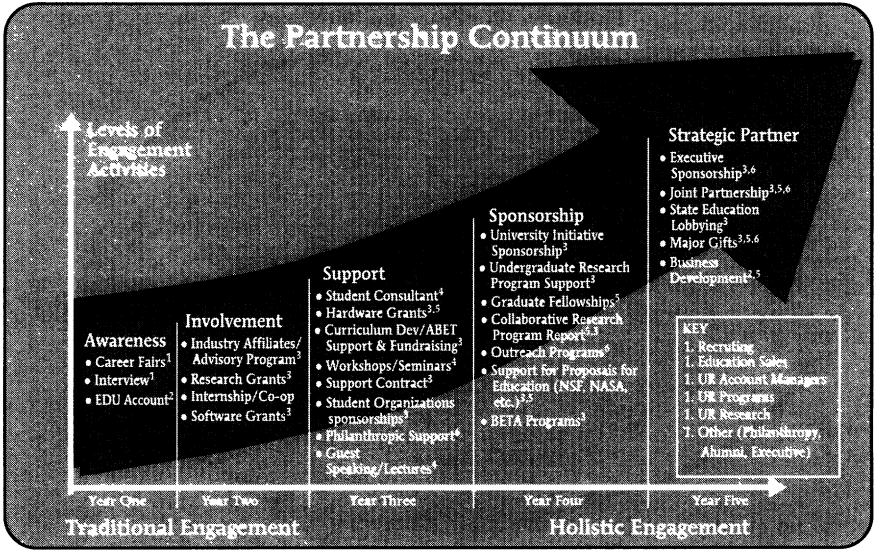 The Partnership Continuum
Levels of
Engagement
Activities
Awareness
• Career Fairs¹
• Interview¹
• EDU Account²
Involvement
• Industry Affiliates/
Advisory Program³
• Research Grants³
• Internship/Co-op
• Software Grants³
Support
• Student Consultant⁴
• Hardware Grants³,⁵
• Curriculum Dev/ABET
Support & Fundraising³
• Workshops/Seminars⁴
• Support Contract³
• Student Organizations
sponsorships³
• Philanthropic Support⁶
• Guest
Speaking/Lectures⁴
Sponsorship
• University Initiative
Sponsorship³
• Undergraduate Research
Program Support³
• Graduate Fellowships⁵
• Collaborative Research
Program Report⁵,³
• Outreach Programs⁶
• Support for Proposals for
Education (NSF, NASA,
etc.)³,⁵
• BETA Programs³
Strategic Partner
• Executive
Sponsorship³,⁶
• Joint Partnership³,⁵,⁶
• State Education
Lobbying³
• Major Gifts³,⁵,⁶
• Business
Development²,⁵
KEY
1. Recruting
1. Education Sales
1. UR Account Managers
1. UR Programs
1. UR Research
1. Other (Philanthropy,
Alumni, Executive)
Year One
Year Two
Year Three
Year Four
Year Five
Traditional Engagement
Holistic Engagement